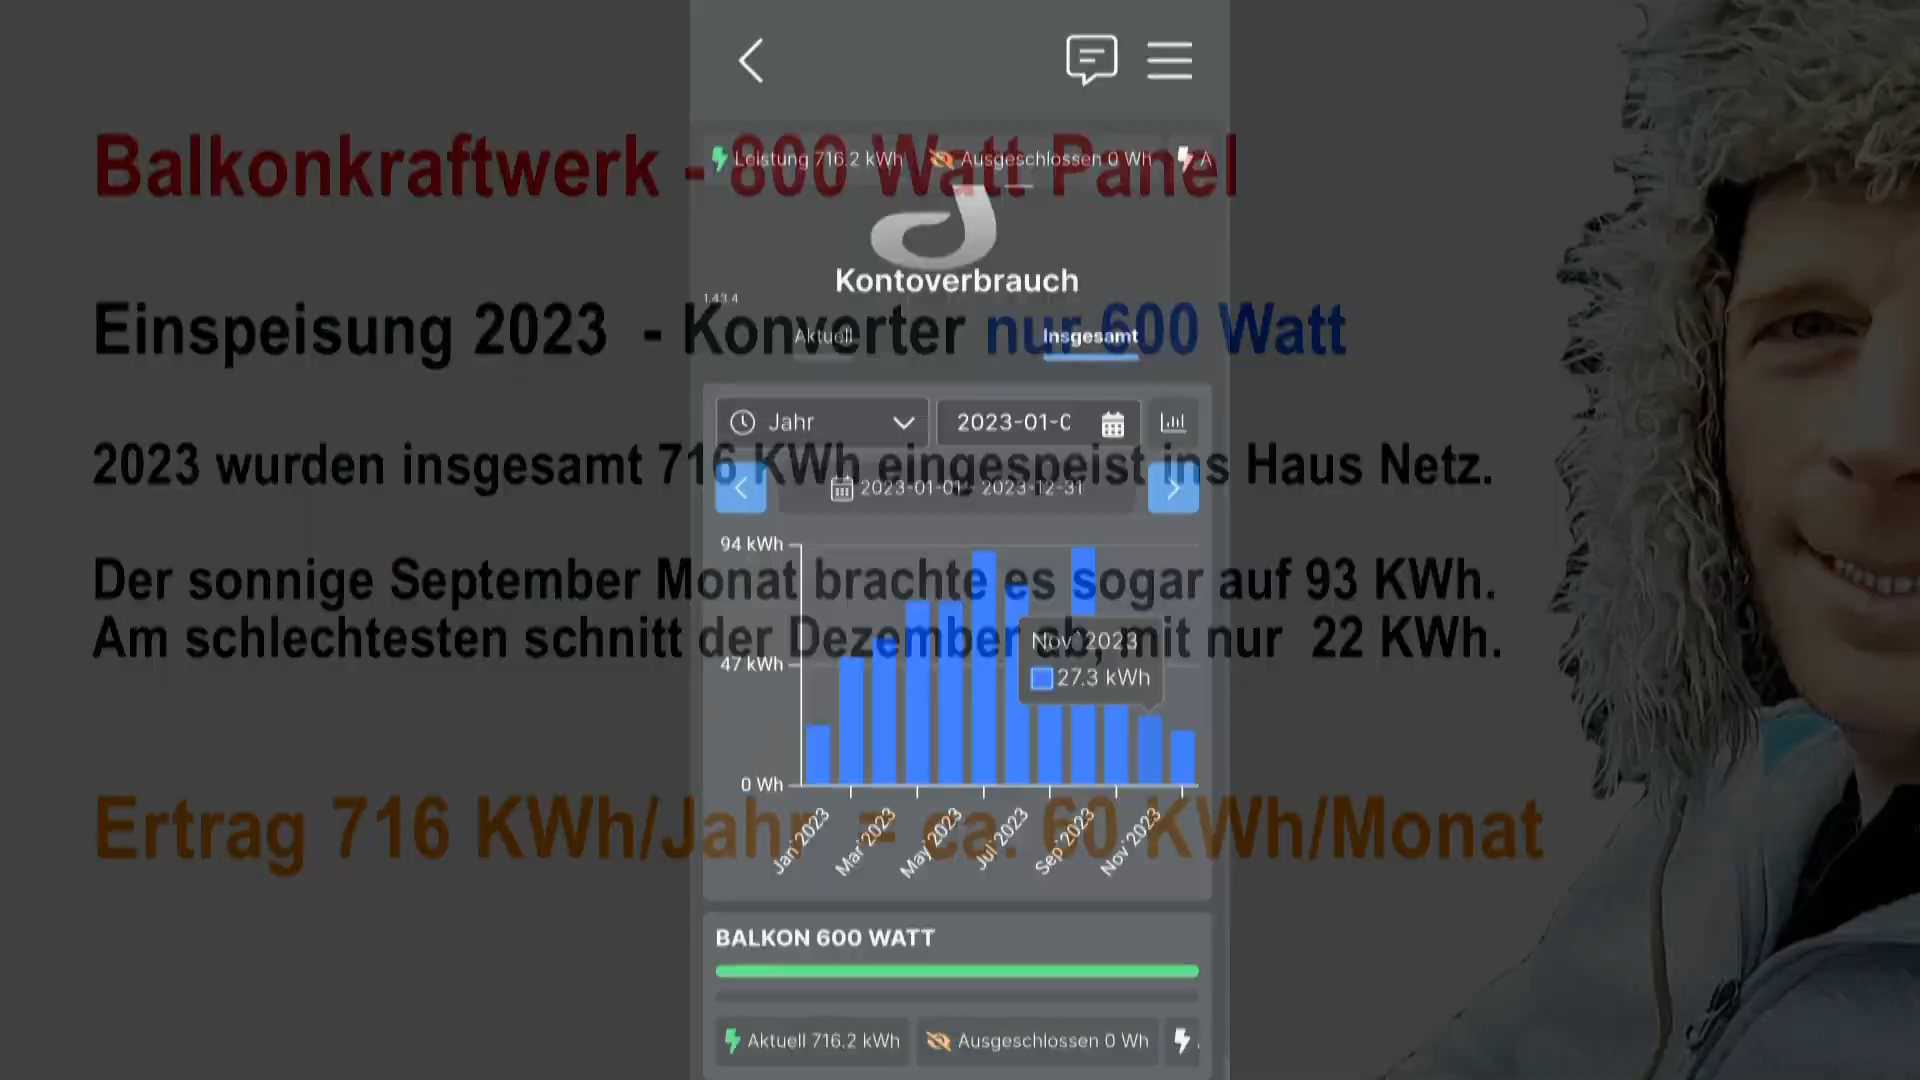 Balkonkraftwerk - 800 Watt Panel
Leistung 716.2 kWh Ausgeschlossen 0 Wh A
Kontoverbrauch
1.43.4
Einspeisung 2023 - Konverter nur 600 Watt
Aktuell Insgesamt
Jahr 2023-01-0
2023 wurden insgesamt 716 KWh eingespeist ins Haus Netz.
2023-01-01 - 2023-12-31
94 kWh
Der sonnige September Monat brachte es sogar auf 93 KWh.
Am schlechtesten schnitt der Dezember ab, mit nur 22 KWh.
Nov 2023
47 kWh
27.3 kWh
0 Wh
Ertrag 716 KWh/Jahr = ca. 60 KWh/Monat
Jan 2023 Mar 2023 May 2023 Jul 2023 Sep 2023 Nov 2023
BALKON 600 WATT
Aktuell 716.2 kWh Ausgeschlossen 0 Wh